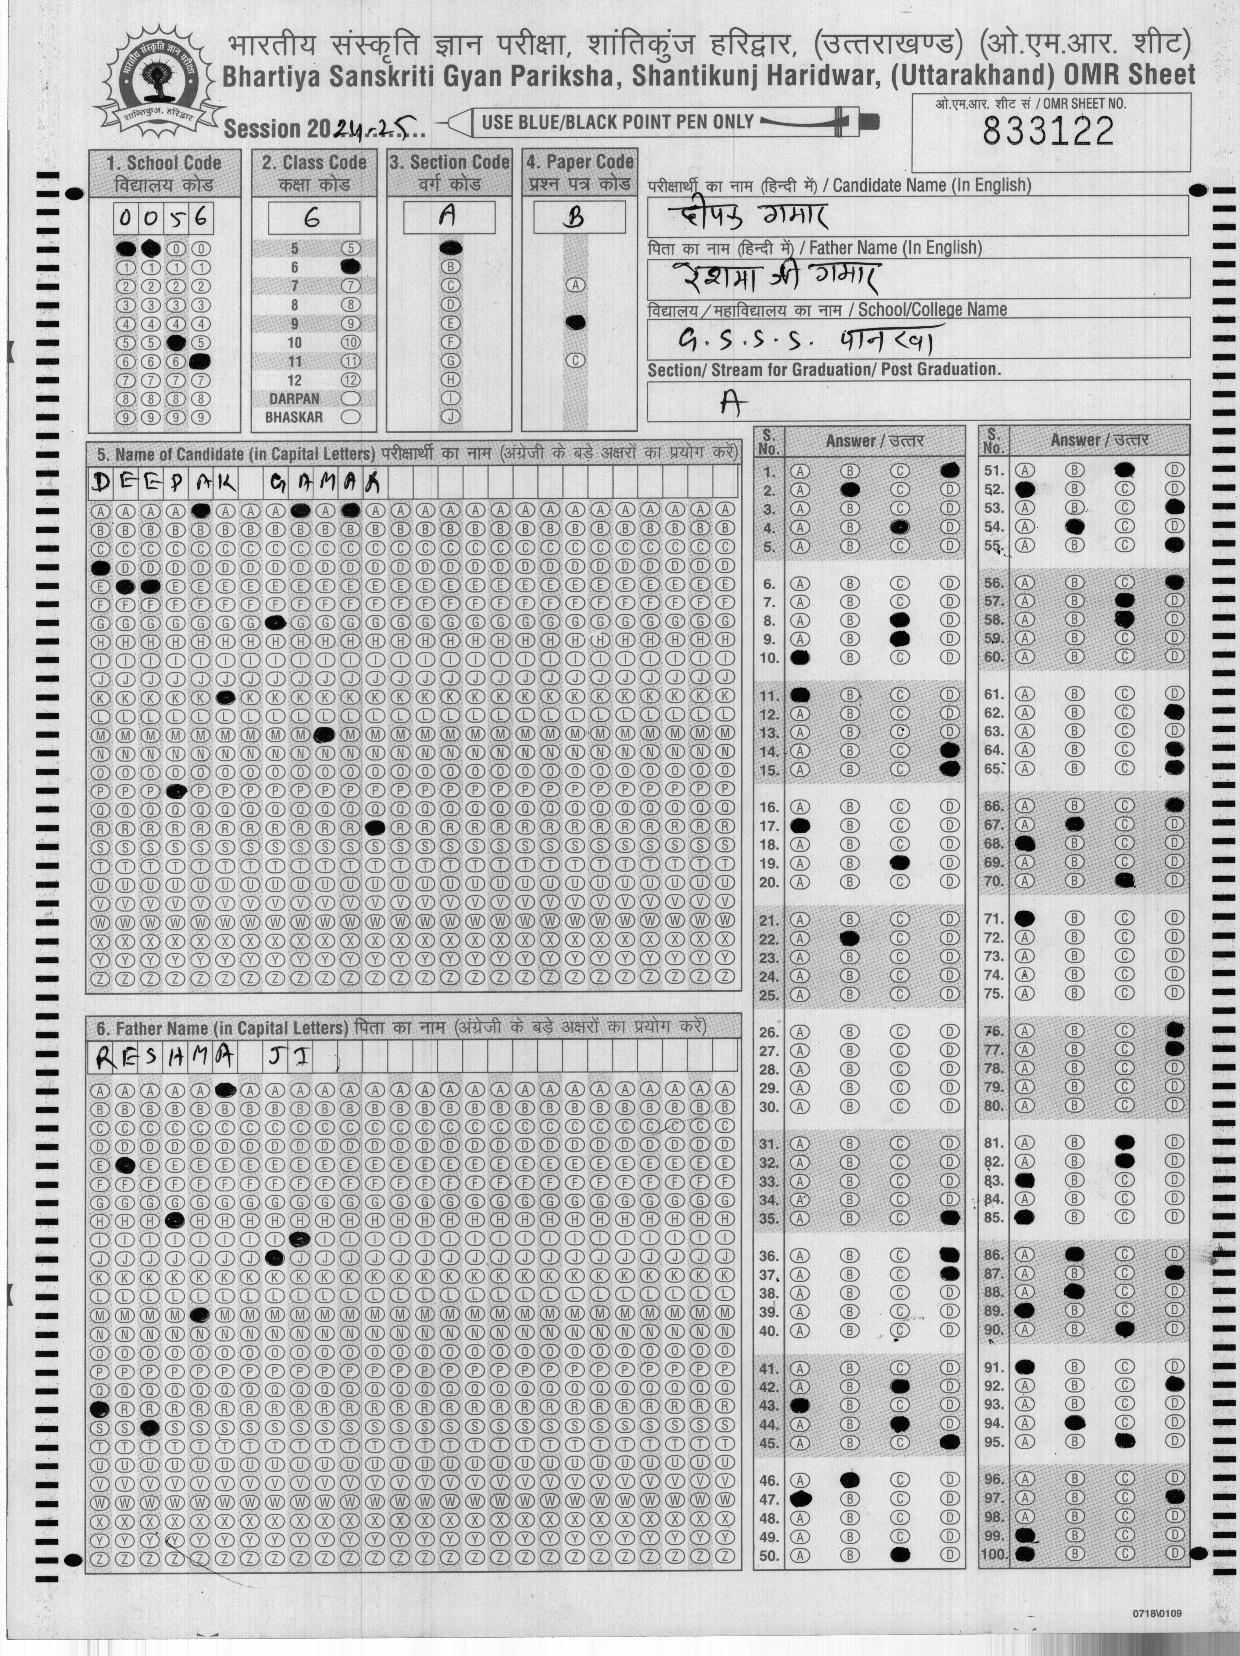 भारतीय संस्कृति ज्ञान परीक्षा, शांतिकुंज हरिद्वार, (उत्तराखण्ड) (ओ.एम.आर. शीट)
Bhartiya Sanskriti Gyan Pariksha, Shantikunj Haridwar, (Uttarakhand) OMR Sheet
Session 2024-25
USE BLUE/BLACK POINT PEN ONLY
ओ.एम.आर. शीट सं / OMR SHEET NO.
833122
1. School Code
विद्यालय कोड
0 0 5 6
2. Class Code
कक्षा कोड
6
5
6
7
8
9
10
11
12
DARPAN
BHASKAR
3. Section Code
वर्ग कोड
A
4. Paper Code
प्रश्न पत्र कोड
B
परीक्षार्थी का नाम (हिन्दी में) / Candidate Name (In English)
दीपक गमार
पिता का नाम (हिन्दी में) / Father Name (In English)
रेशमा जी गमार
विद्यालय/महाविद्यालय का नाम / School/College Name
G.S.S.S. पानरवा
Section/ Stream for Graduation/ Post Graduation.
A
5. Name of Candidate (in Capital Letters) परीक्षार्थी का नाम (अंग्रेजी के बड़े अक्षरों का प्रयोग करें)
DEEPAK GAMAR
6. Father Name (in Capital Letters) पिता का नाम (अंग्रेजी के बड़े अक्षरों का प्रयोग करें)
RESHMA JI
S. No. Answer / उत्तर
S. No. Answer / उत्तर
0718\0109